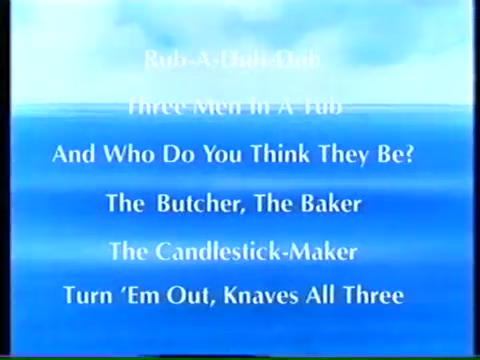 Rub-A-Dub-Dub
Three Men In A Tub
And Who Do You Think They Be?
The Butcher, The Baker
The Candlestick-Maker
Turn 'Em Out, Knaves All Three